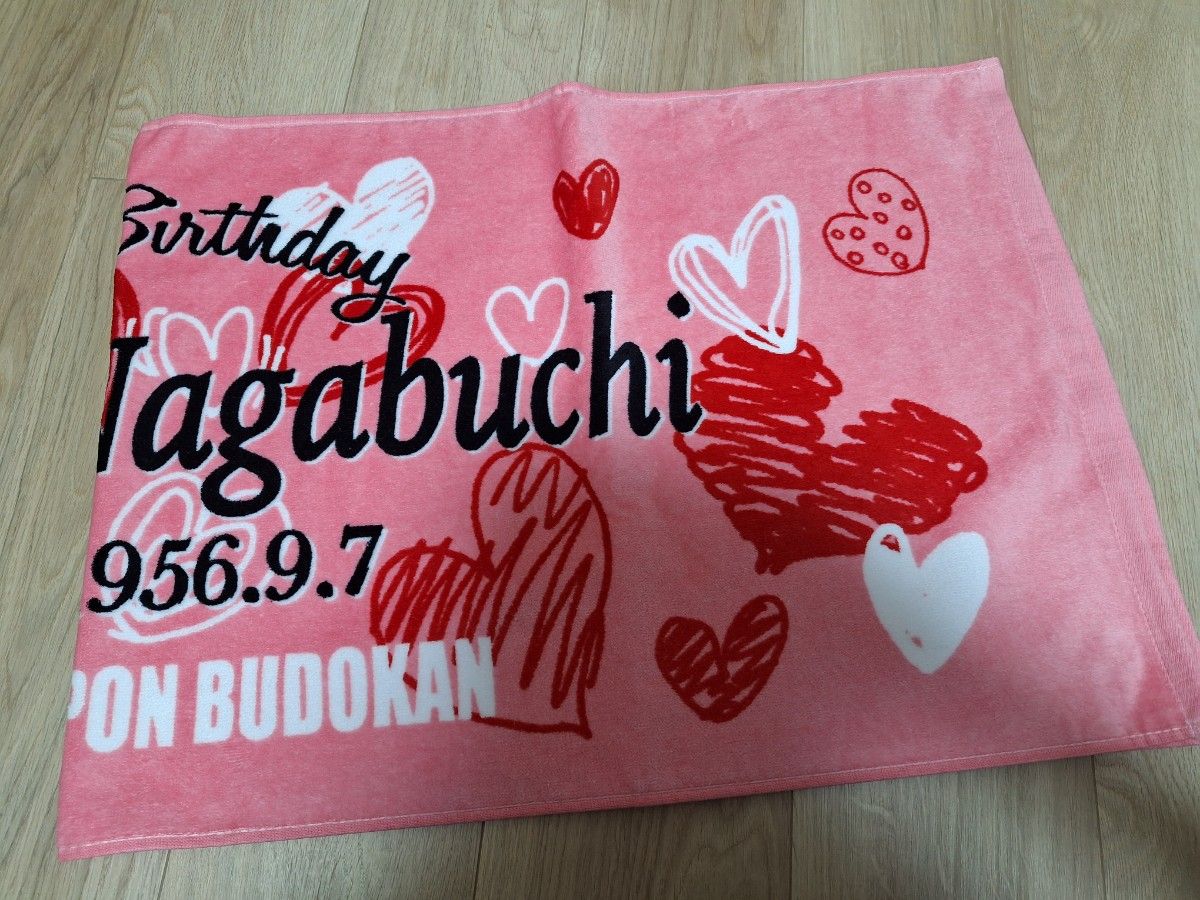 Birthday
Nagabuchi
956.9.7
PON BUDOKAN